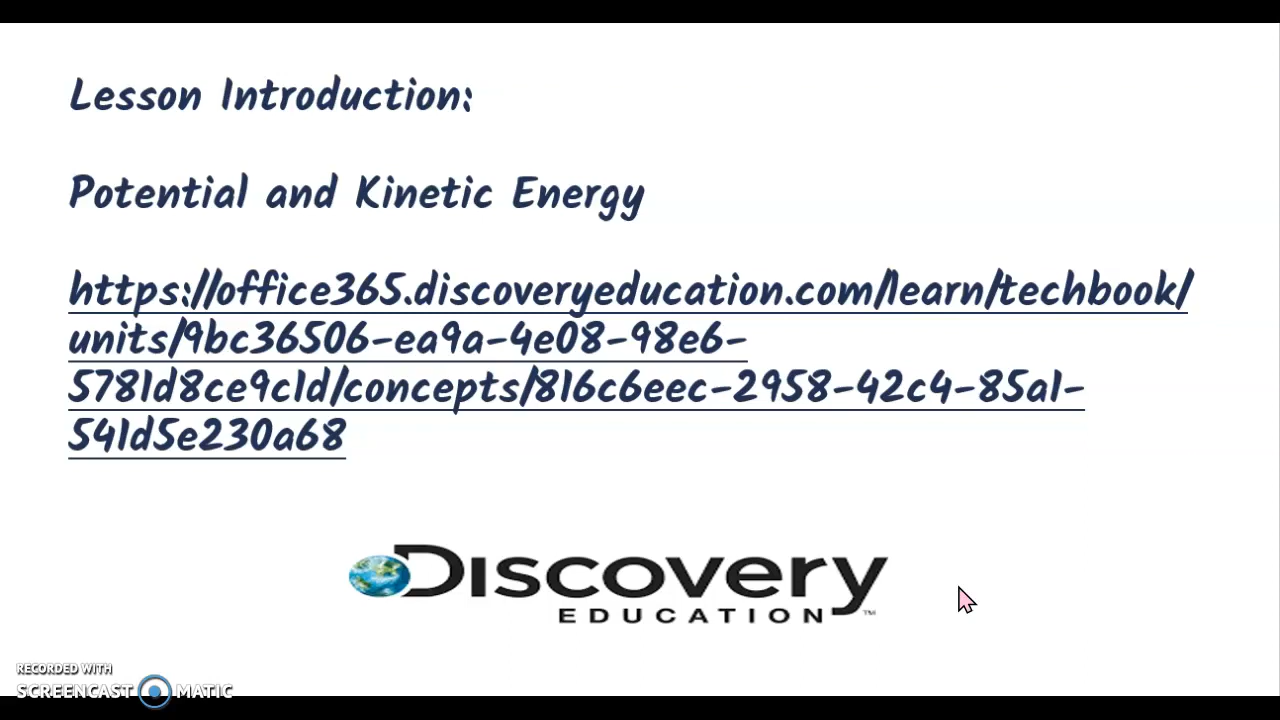 Lesson Introduction:
Potential and Kinetic Energy
https://office365.discoveryeducation.com/learn/techbook/
units/9bc36506-ea9a-4e08-98e6-
5781d8ce9c1d/concepts/816c6eec-2958-42c4-85a1-
541d5e230a68
DISCOVERY
EDUCATION™
RECORDED WITH
SCREENCAST MATIC